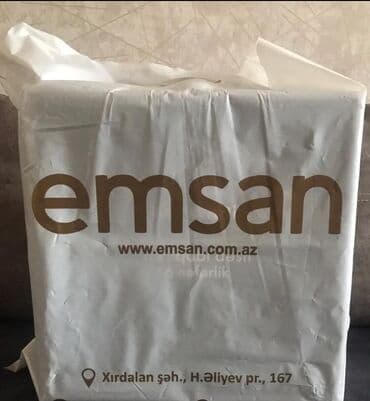 emsan
www.emsan.com.az
Xırdalan şəh., H.Əliyev pr., 167